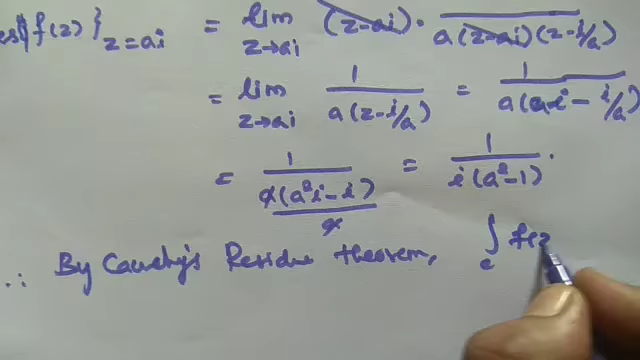 es{f(z)}z=ai = lim z→ai (z-ai) · 1/a(z-ai)(z-i/a)
= lim z→ai 1/a(z-i/a) = 1/a(ai-i/a)
= 1/a(a²i-i)/a = 1/i(a²-1).
∴ By Cauchy's Residue theorem, ∫c f(z